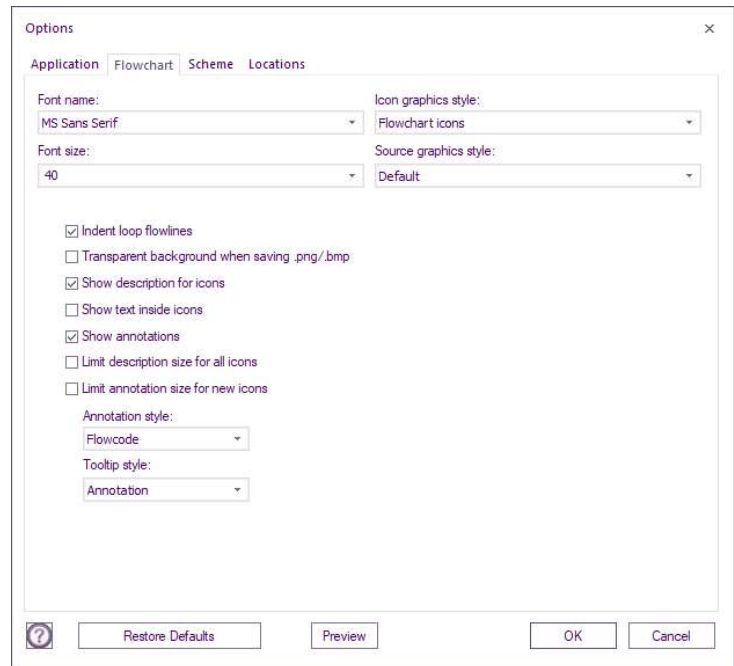 Options
Application Flowchart Scheme Locations
Font name: Icon graphics style:
MS Sans Serif Flowchart icons
Font size: Source graphics style:
40 Default
Indent loop flowlines
Transparent background when saving .png/.bmp
Show description for icons
Show text inside icons
Show annotations
Limit description size for all icons
Limit annotation size for new icons
Annotation style:
Flowcode
Tooltip style:
Annotation
? Restore Defaults Preview OK Cancel